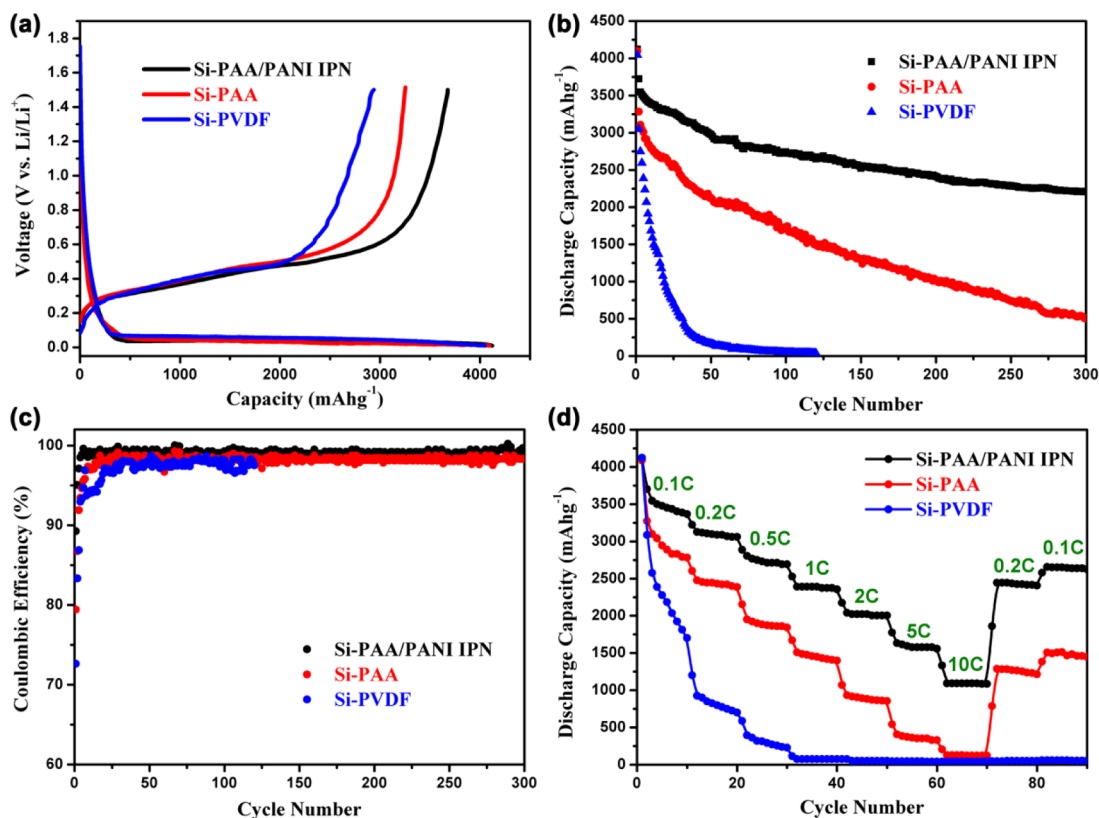 (a)
Si-PAA/PANI IPN
Si-PAA
Si-PVDF
Voltage (V vs. Li/Li⁺)
1.8
1.6
1.4
1.2
1.0
0.8
0.6
0.4
0.2
0.0
0
1000
2000
3000
4000
Capacity (mAhg⁻¹)
(b)
Si-PAA/PANI IPN
Si-PAA
Si-PVDF
Discharge Capacity (mAhg⁻¹)
4500
4000
3500
3000
2500
2000
1500
1000
500
0
0
50
100
150
200
250
300
Cycle Number
(c)
Coulombic Efficiency (%)
100
90
80
70
60
Si-PAA/PANI IPN
Si-PAA
Si-PVDF
0
50
100
150
200
250
300
Cycle Number
(d)
Si-PAA/PANI IPN
Si-PAA
Si-PVDF
0.1C
0.2C
0.5C
1C
2C
5C
10C
0.2C
0.1C
Discharge Capacity (mAhg⁻¹)
4500
4000
3500
3000
2500
2000
1500
1000
500
0
0
20
40
60
80
Cycle Number